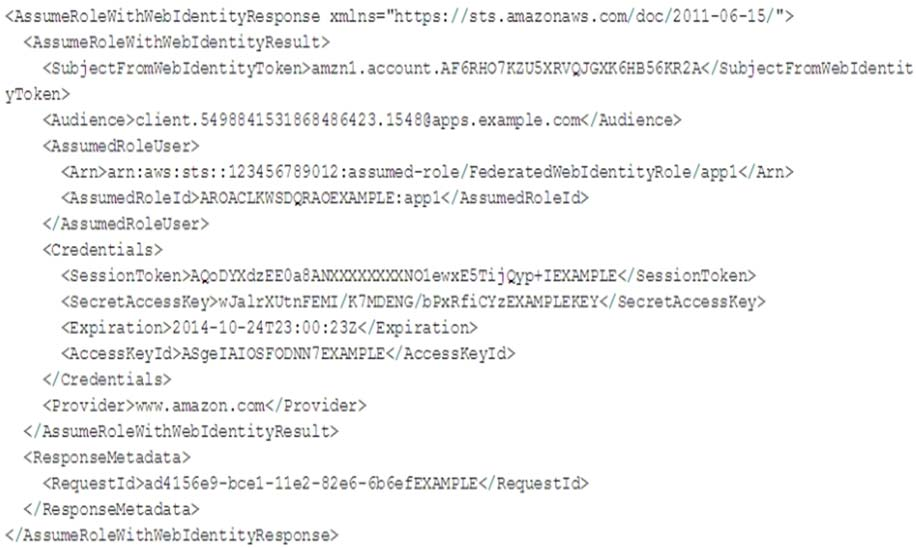 <AssumeRoleWithWebIdentityResponse xmlns="https://sts.amazonaws.com/doc/2011-06-15/">
<AssumeRoleWithWebIdentityResult>
<SubjectFromWebIdentityToken>amzn1.account.AF6RHO7KZU5XRVQJGXK6HB56KR2A</SubjectFromWebIdentit
yToken>
<Audience>client.5498841531868486423.1548@apps.example.com</Audience>
<AssumedRoleUser>
<Arn>arn:aws:sts::123456789012:assumed-role/FederatedWebIdentityRole/app1</Arn>
<AssumedRoleId>AROACLKWSDQRAOEXAMPLE:app1</AssumedRoleId>
</AssumedRoleUser>
<Credentials>
<SessionToken>AQoDYXdzEE0a8ANXXXXXXXXNO1ewxE5TijQyp+IEXAMPLE</SessionToken>
<SecretAccessKey>wJalrXUtnFEMI/K7MDENG/bPxRfiCYzEXAMPLEKEY</SecretAccessKey>
<Expiration>2014-10-24T23:00:23Z</Expiration>
<AccessKeyId>ASgeIAIOSFODNN7EXAMPLE</AccessKeyId>
</Credentials>
<Provider>www.amazon.com</Provider>
</AssumeRoleWithWebIdentityResult>
<ResponseMetadata>
<RequestId>ad4156e9-bce1-11e2-82e6-6b6efEXAMPLE</RequestId>
</ResponseMetadata>
</AssumeRoleWithWebIdentityResponse>